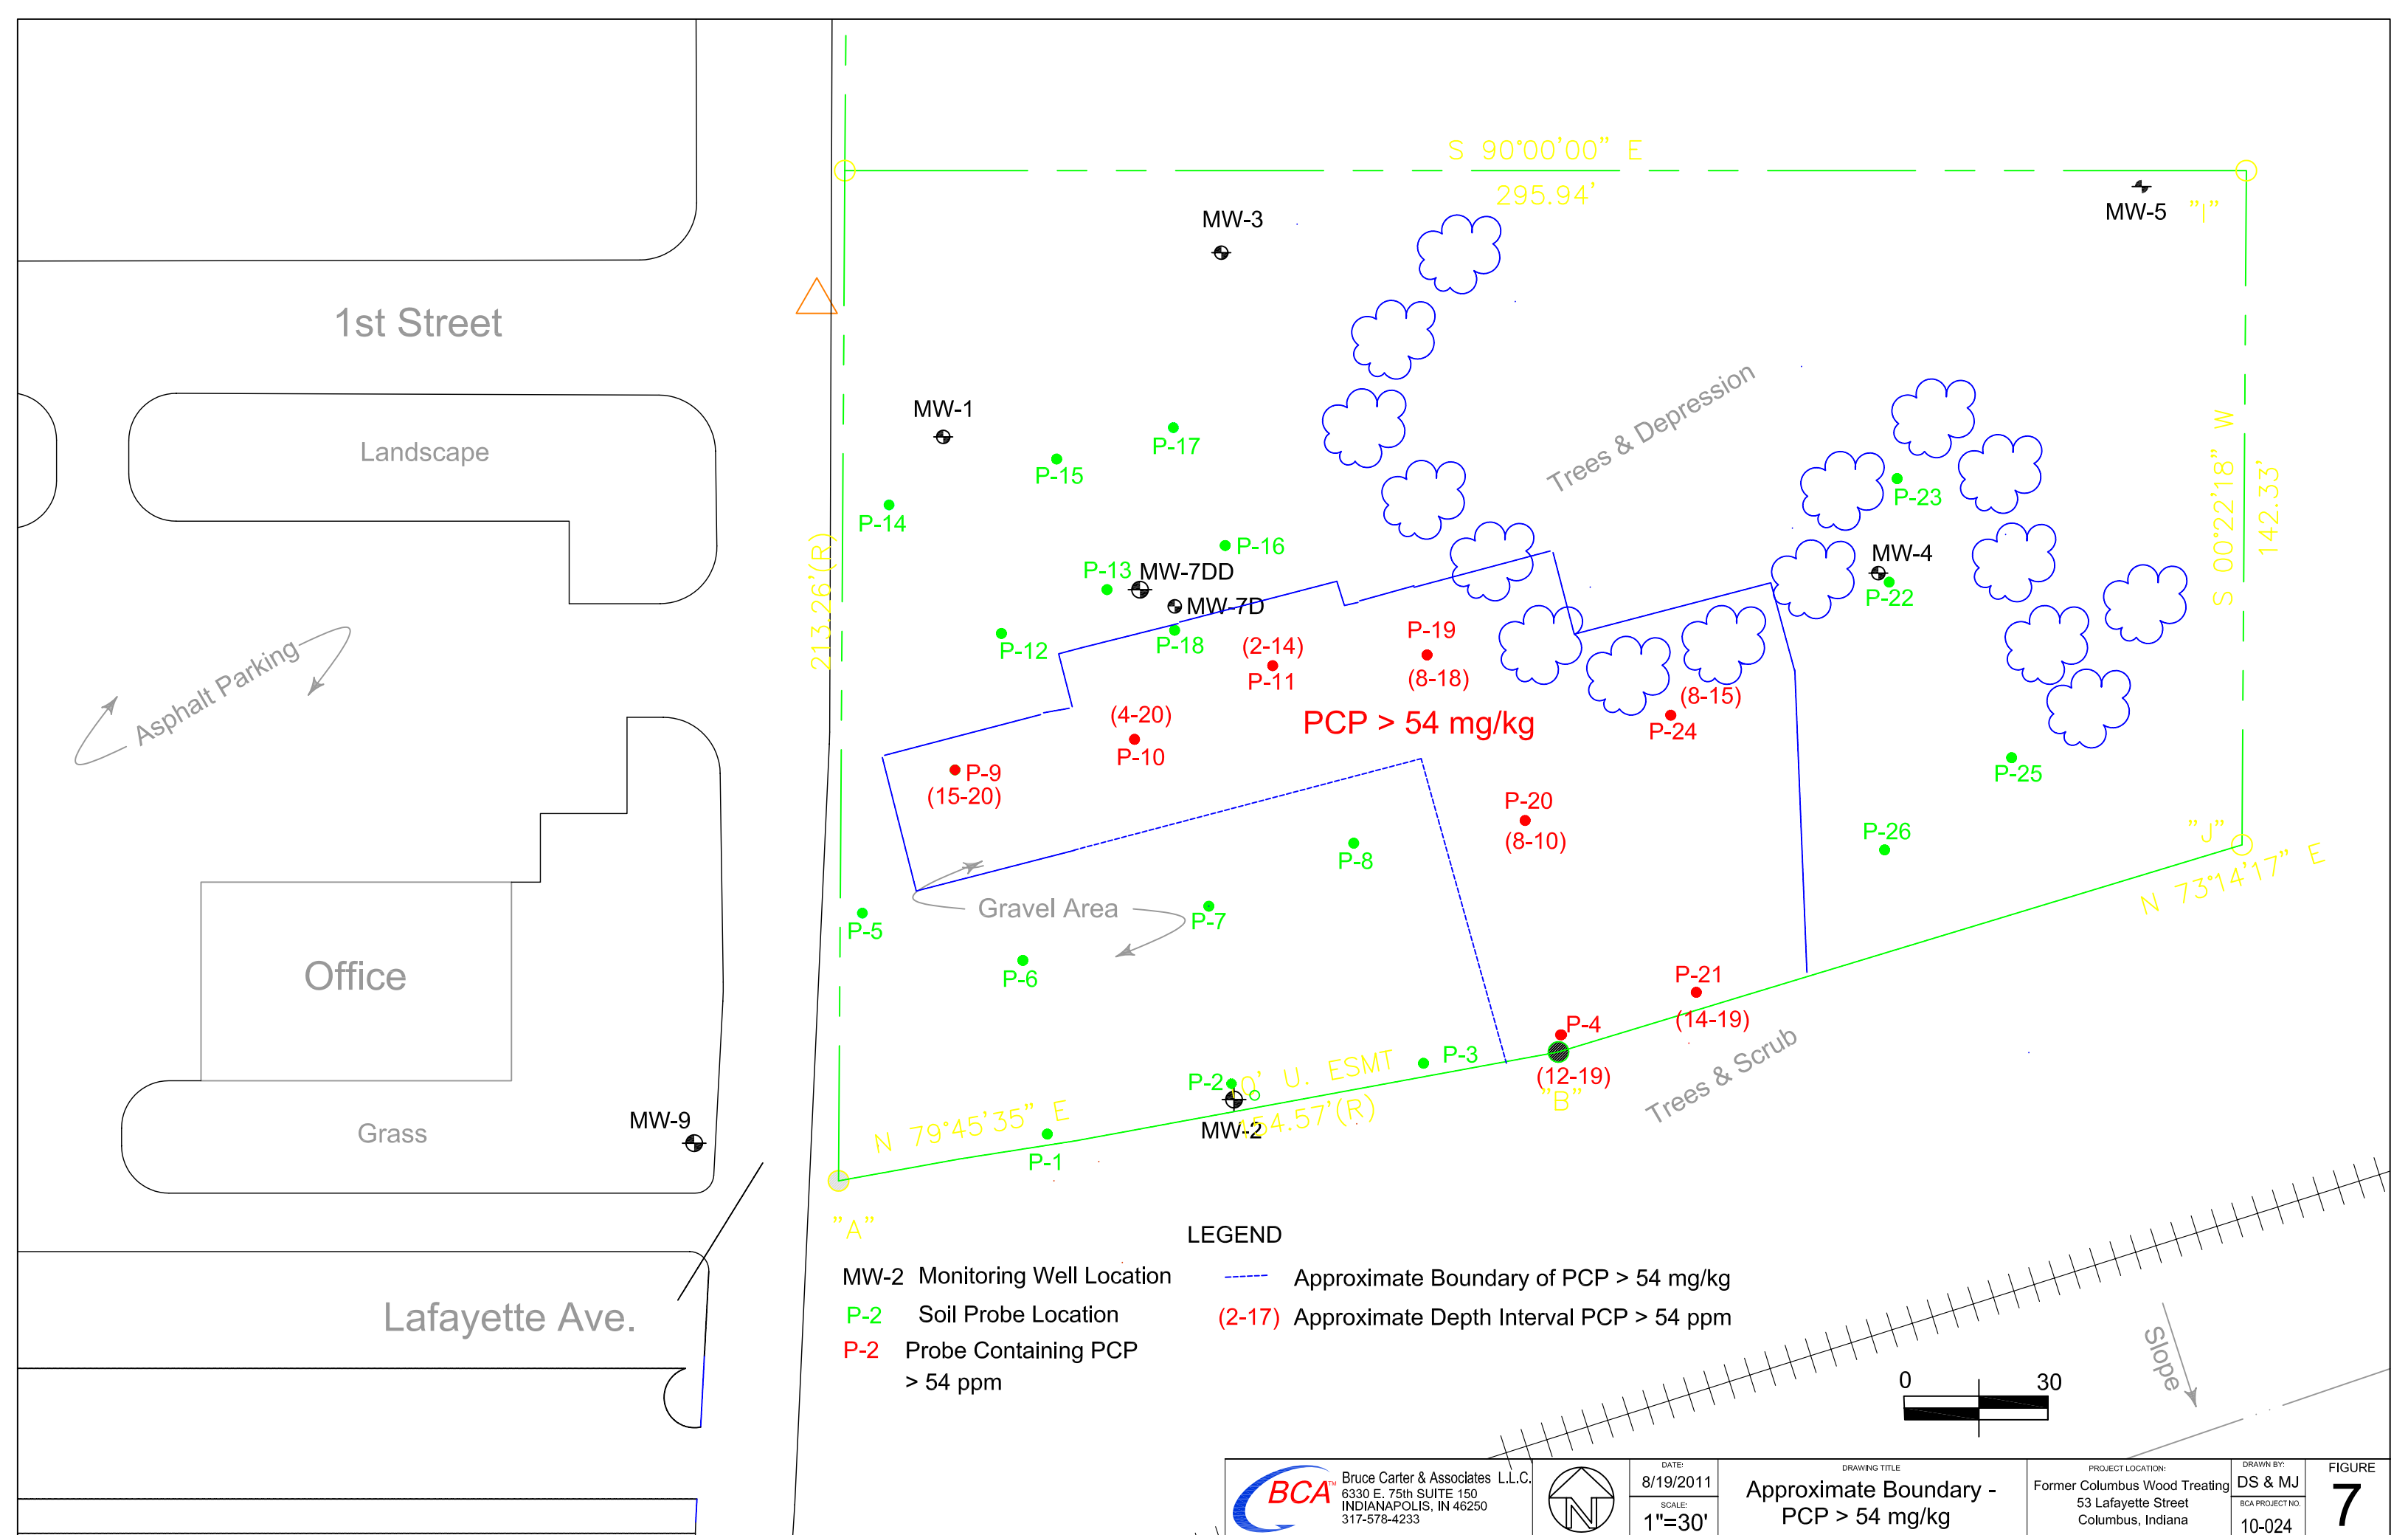 S 90°00'00" E
295.94'
MW-3
MW-5
"I"
1st Street
Trees & Depression
MW-1
Landscape
P-17
P-15
P-14
P-23
S 00°22'18" W
142.33'
213.26'(R)
P-16
P-13
MW-7DD
MW-7D
MW-4
P-22
P-12
P-18
(2-14)
P-11
P-19
(8-18)
Asphalt Parking
(4-20)
P-10
PCP > 54 mg/kg
(8-15)
P-24
P-9
(15-20)
P-25
P-20
(8-10)
P-26
"J"
N 73°14'17" E
P-8
Gravel Area
P-7
P-5
Office
P-6
P-21
(14-19)
P-4
(12-19)
"B"
Trees & Scrub
P-3
0' U. ESMT
154.57'(R)
P-2
MW-2
N 79°45'35" E
P-1
MW-9
Grass
"A"
LEGEND
MW-2 Monitoring Well Location
P-2 Soil Probe Location
P-2 Probe Containing PCP
> 54 ppm
Approximate Boundary of PCP > 54 mg/kg
(2-17) Approximate Depth Interval PCP > 54 ppm
Lafayette Ave.
Slope
0 30
BCA™
Bruce Carter & Associates L.L.C.
6330 E. 75th SUITE 150
INDIANAPOLIS, IN 46250
317-578-4233
N
DATE:
8/19/2011
SCALE:
1"=30'
DRAWING TITLE
Approximate Boundary -
PCP > 54 mg/kg
PROJECT LOCATION:
Former Columbus Wood Treating
53 Lafayette Street
Columbus, Indiana
DRAWN BY:
DS & MJ
BCA PROJECT NO.
10-024
FIGURE
7